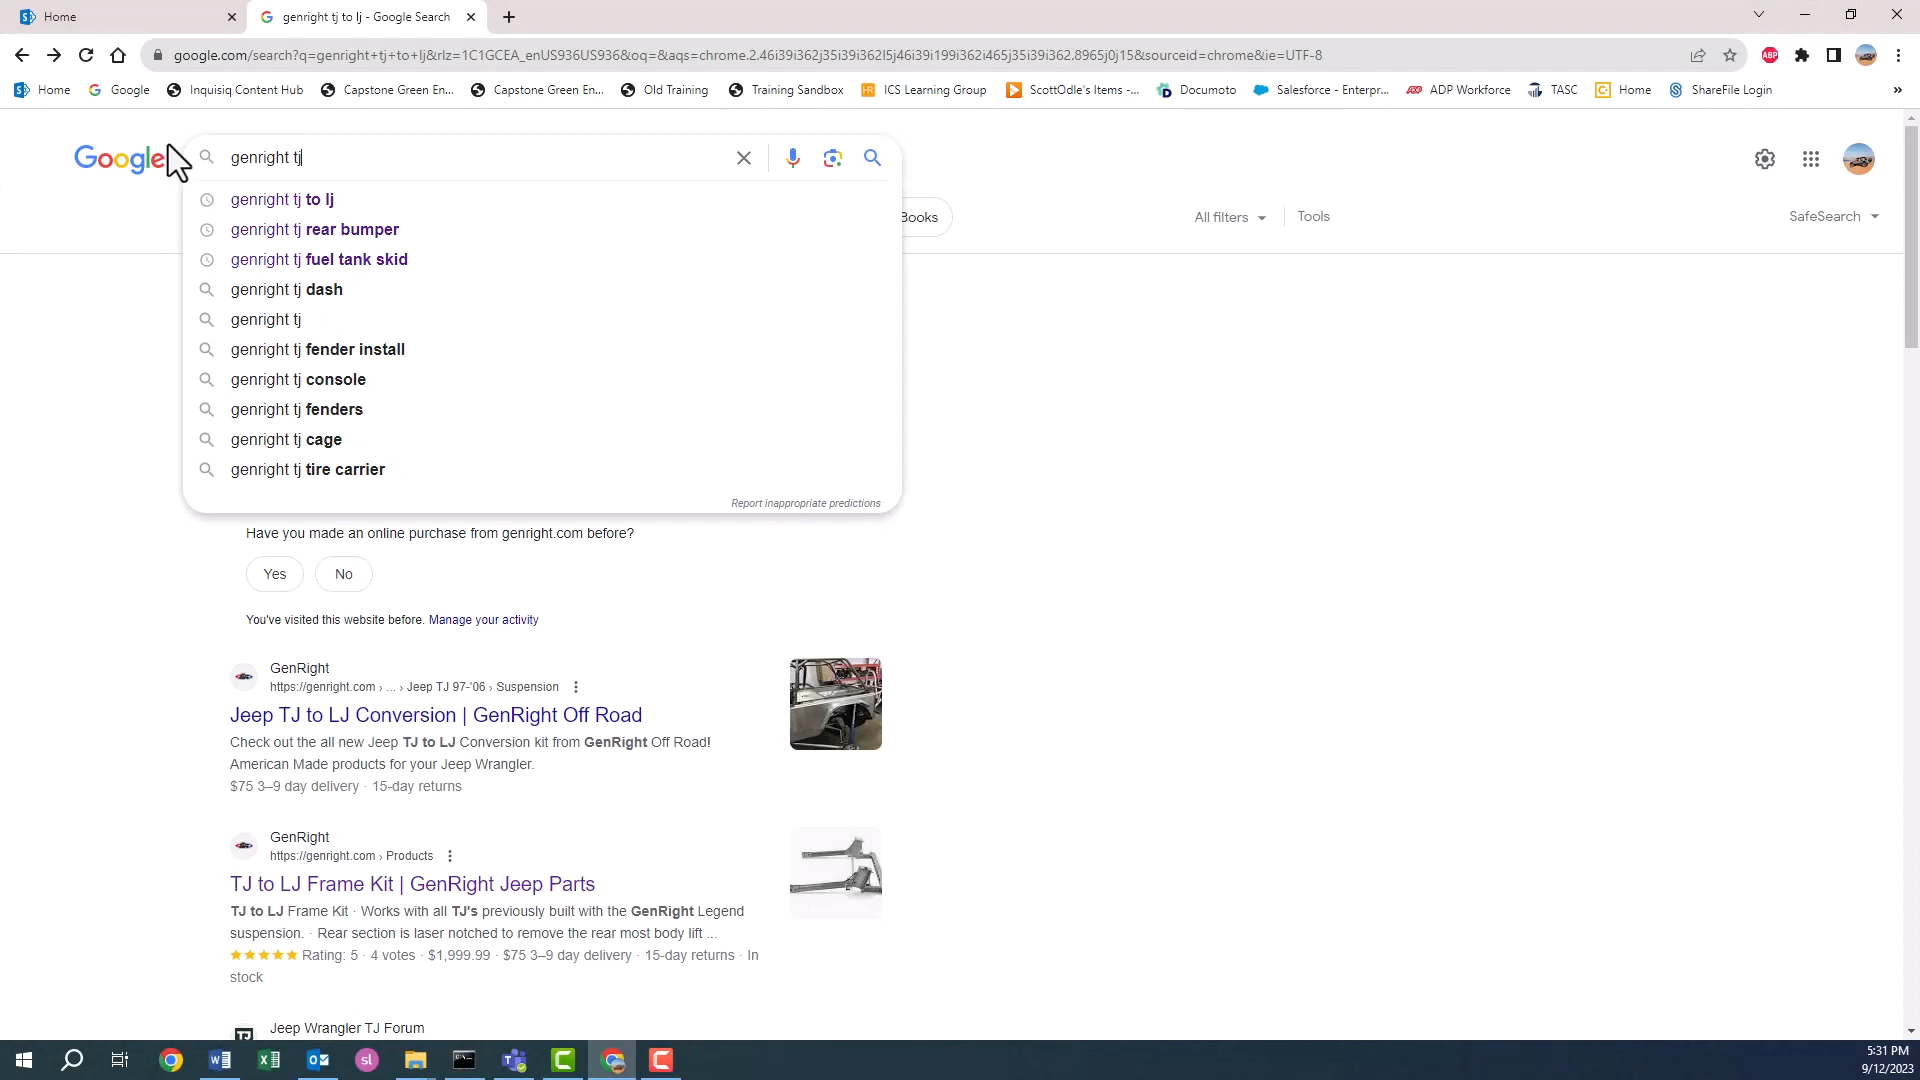 Home
genright tj to lj - Google Search
google.com/search?q=genright+tj+to+lj&rlz=1C1GCEA_enUS936US936&oq=&aqs=chrome.2.46i39i362j35i39i362l5j46i39i199i362i465j35i39i362.8965j0j15&sourceid=chrome&ie=UTF-8
ABP
Home Google Inquisiq Content Hub Capstone Green En... Capstone Green En... Old Training Training Sandbox ICS Learning Group ScottOdle's Items -... Documoto Salesforce - Enterpr... ADP Workforce TASC Home ShareFile Login »
Google
genright tj
genright tj to lj
genright tj rear bumper
genright tj fuel tank skid
genright tj dash
genright tj
genright tj fender install
genright tj console
genright tj fenders
genright tj cage
genright tj tire carrier
Report inappropriate predictions
Books All filters Tools SafeSearch
Have you made an online purchase from genright.com before?
Yes No
You've visited this website before. Manage your activity
GenRight
https://genright.com › ... › Jeep TJ 97-'06 › Suspension
Jeep TJ to LJ Conversion | GenRight Off Road
Check out the all new Jeep TJ to LJ Conversion kit from GenRight Off Road!
American Made products for your Jeep Wrangler.
$75 3–9 day delivery · 15-day returns
GenRight
https://genright.com › Products
TJ to LJ Frame Kit | GenRight Jeep Parts
TJ to LJ Frame Kit · Works with all TJ's previously built with the GenRight Legend
suspension. · Rear section is laser notched to remove the rear most body lift ...
Rating: 5 · 4 votes · $1,999.99 · $75 3–9 day delivery · 15-day returns · In
stock
TJ
Jeep Wrangler TJ Forum
sl
5:31 PM
9/12/2023